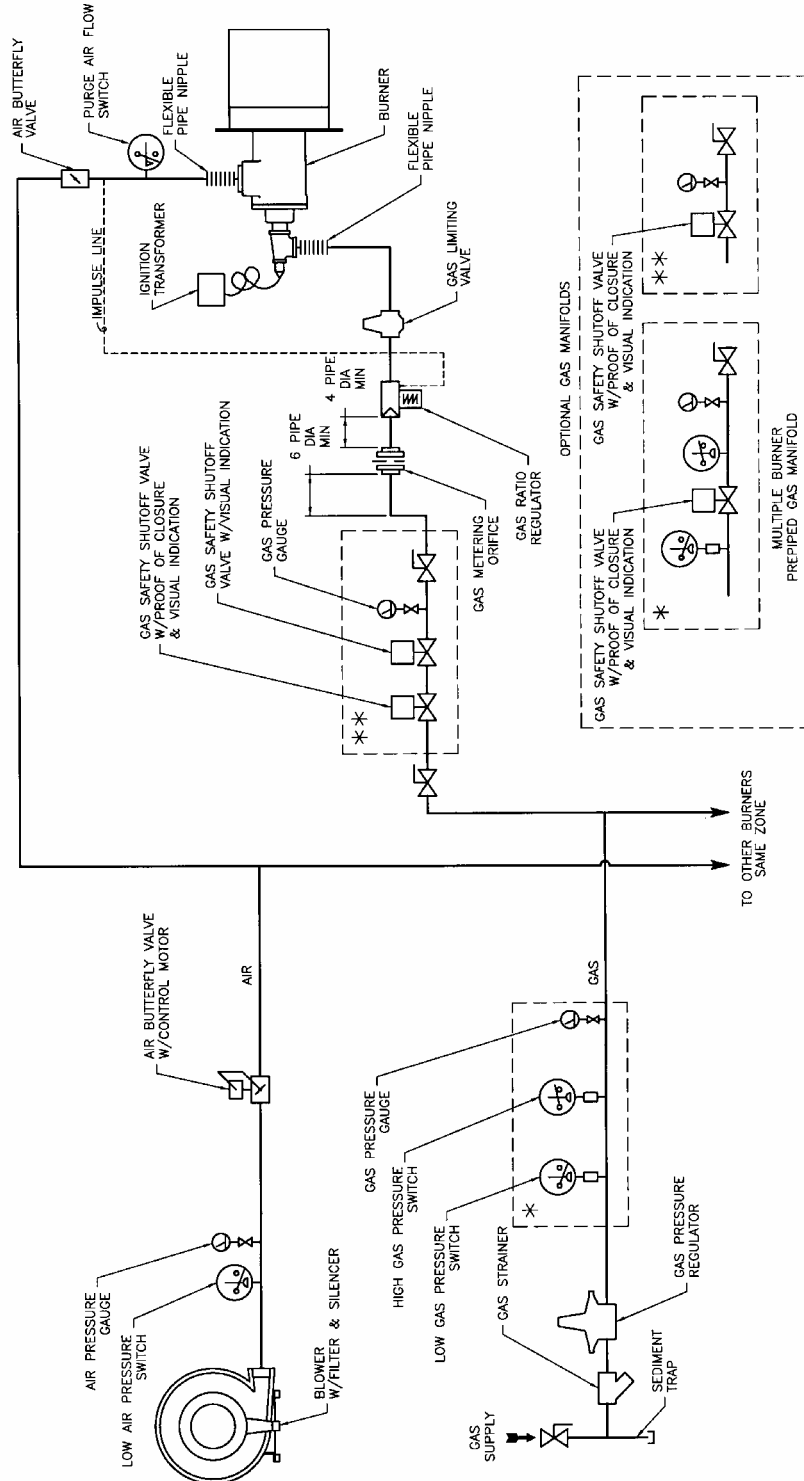 AIR BUTTERFLY
VALVE
PURGE AIR FLOW
SWITCH
FLEXIBLE
PIPE NIPPLE
BURNER
FLEXIBLE
PIPE NIPPLE
IGNITION
TRANSFORMER
IMPULSE LINE
GAS LIMITING
VALVE
4 PIPE
DIA
MIN
6 PIPE
DIA
MIN
GAS RATIO
REGULATOR
GAS METERING
ORIFICE
GAS PRESSURE
GAUGE
GAS SAFETY SHUTOFF
VALVE W/VISUAL INDICATION
GAS SAFETY SHUTOFF VALVE
W/PROOF OF CLOSURE
& VISUAL INDICATION
**
AIR
AIR BUTTERFLY VALVE
W/CONTROL MOTOR
AIR PRESSURE
GAUGE
LOW AIR PRESSURE
SWITCH
BLOWER
W/FILTER & SILENCER
GAS
SUPPLY
SEDIMENT
TRAP
GAS STRAINER
GAS PRESSURE
REGULATOR
LOW GAS PRESSURE
SWITCH
HIGH GAS PRESSURE
SWITCH
GAS PRESSURE
GAUGE
*
GAS
TO OTHER BURNERS
SAME ZONE
OPTIONAL GAS MANIFOLDS
GAS SAFETY SHUTOFF VALVE
W/PROOF OF CLOSURE
& VISUAL INDICATION
*
MULTIPLE BURNER
PREPIPED GAS MANIFOLD
GAS SAFETY SHUTOFF VALVE
W/PROOF OF CLOSURE
& VISUAL INDICATION
**